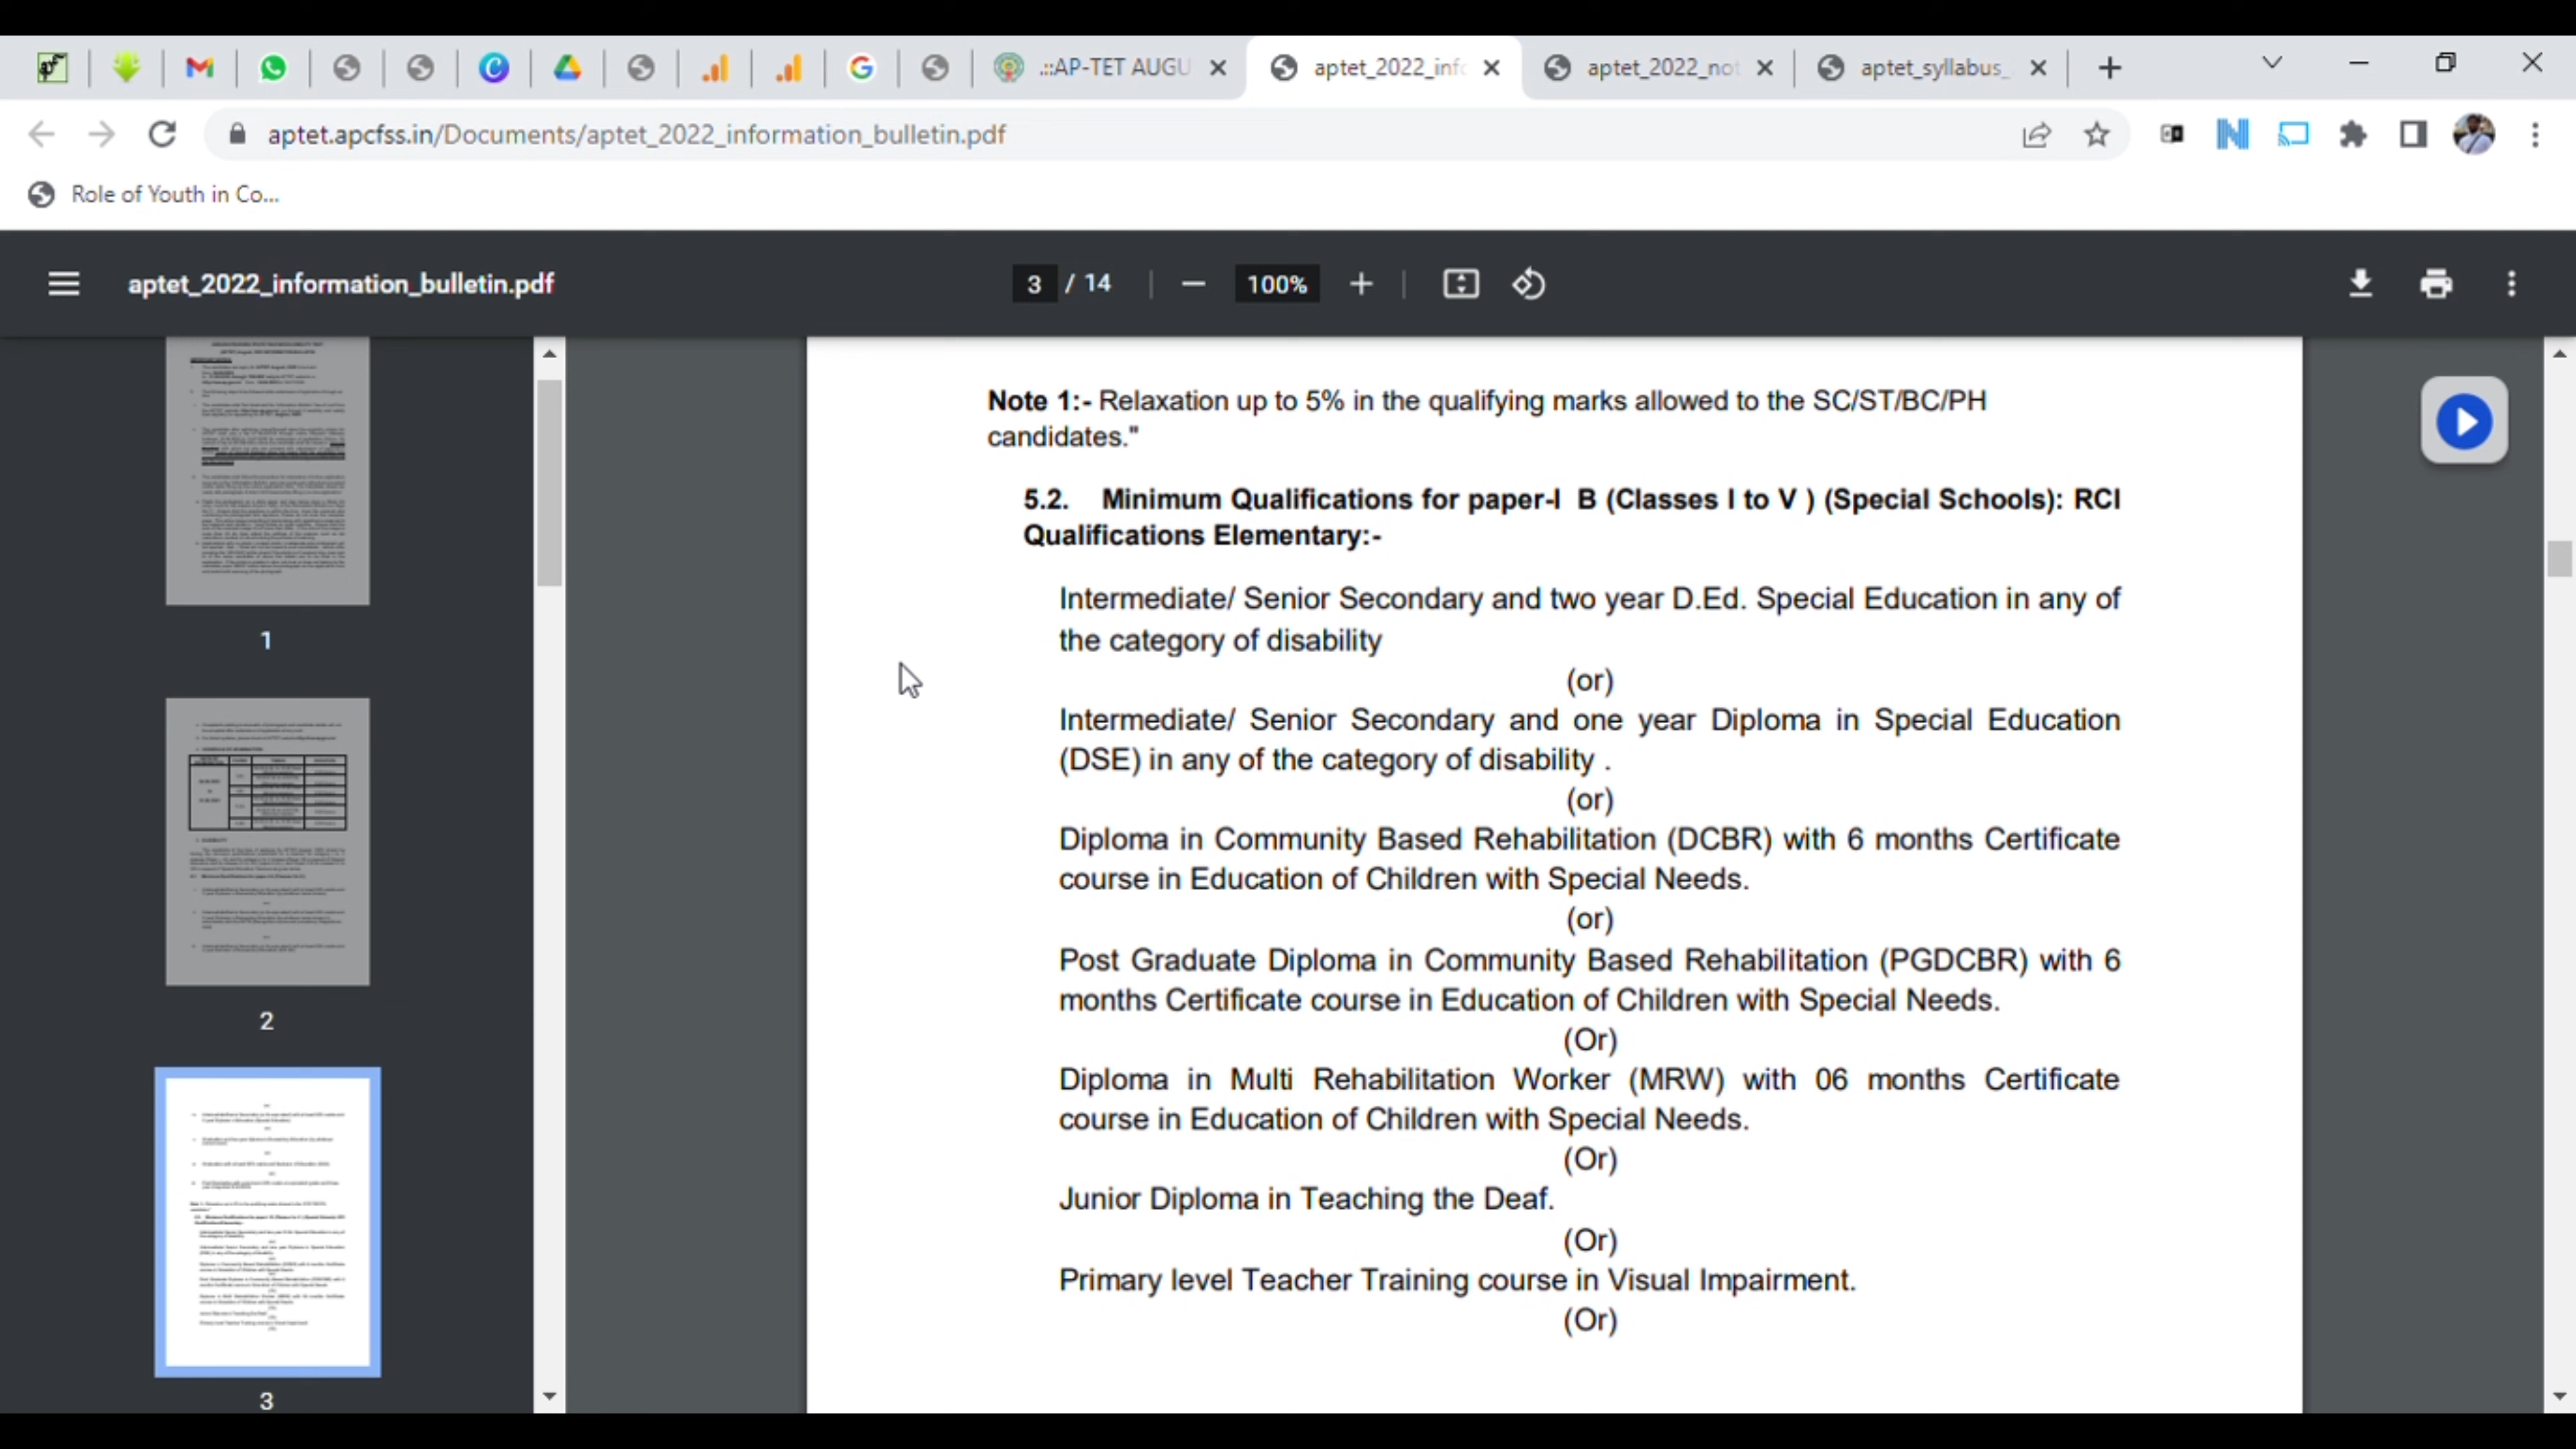 .::AP-TET AUGU
aptet_2022_info
aptet_2022_not
aptet_syllabus_
aptet.apcfss.in/Documents/aptet_2022_information_bulletin.pdf
Role of Youth in Co...
aptet_2022_information_bulletin.pdf
3 / 14
100%
1
2
3
Note 1:- Relaxation up to 5% in the qualifying marks allowed to the SC/ST/BC/PH
candidates."
5.2. Minimum Qualifications for paper-I B (Classes I to V ) (Special Schools): RCI
Qualifications Elementary:-
Intermediate/ Senior Secondary and two year D.Ed. Special Education in any of
the category of disability
(or)
Intermediate/ Senior Secondary and one year Diploma in Special Education
(DSE) in any of the category of disability .
(or)
Diploma in Community Based Rehabilitation (DCBR) with 6 months Certificate
course in Education of Children with Special Needs.
(or)
Post Graduate Diploma in Community Based Rehabilitation (PGDCBR) with 6
months Certificate course in Education of Children with Special Needs.
(Or)
Diploma in Multi Rehabilitation Worker (MRW) with 06 months Certificate
course in Education of Children with Special Needs.
(Or)
Junior Diploma in Teaching the Deaf.
(Or)
Primary level Teacher Training course in Visual Impairment.
(Or)